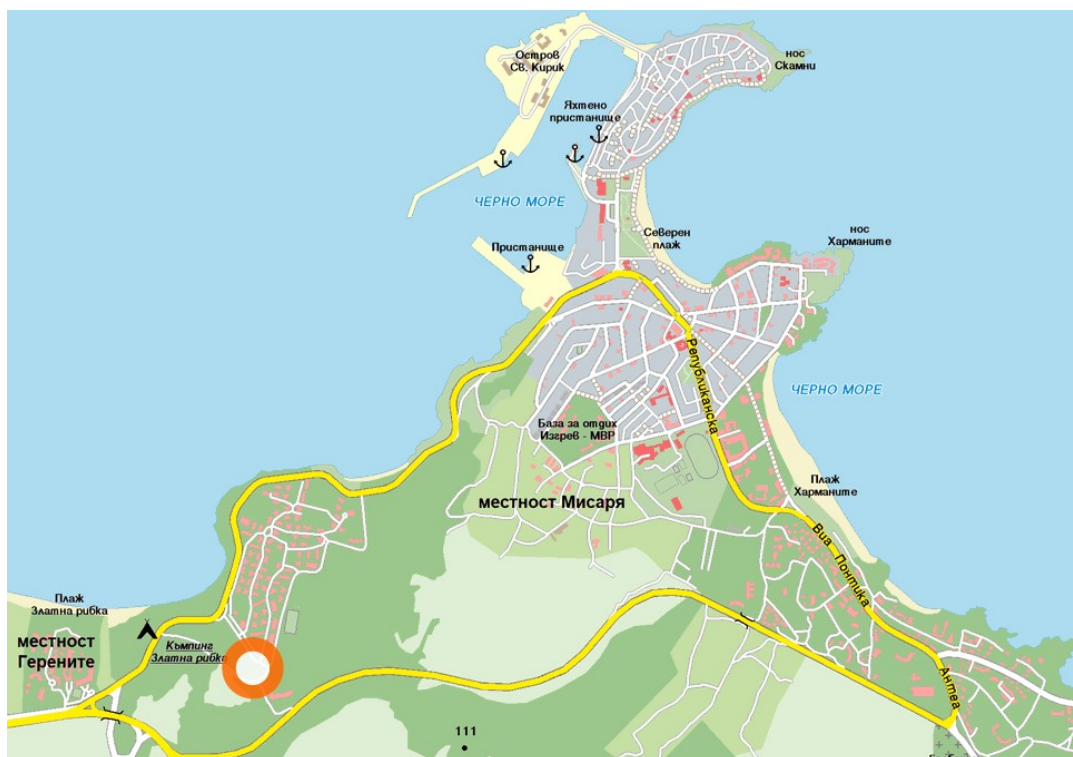 Остров
Св. Кирик
нос
Скамни
Яхтено
пристанище
ЧЕРНО МОРЕ
Северен
плаж
нос
Харманите
Пристанище
Републиканска
ЧЕРНО МОРЕ
База за отдих
Изгрев - МВР
местност Мисаря
Плаж
Харманите
Виа Понтика
Плаж
Златна рибка
местност
Герените
Къмпинг
Златна рибка
Антеа
111